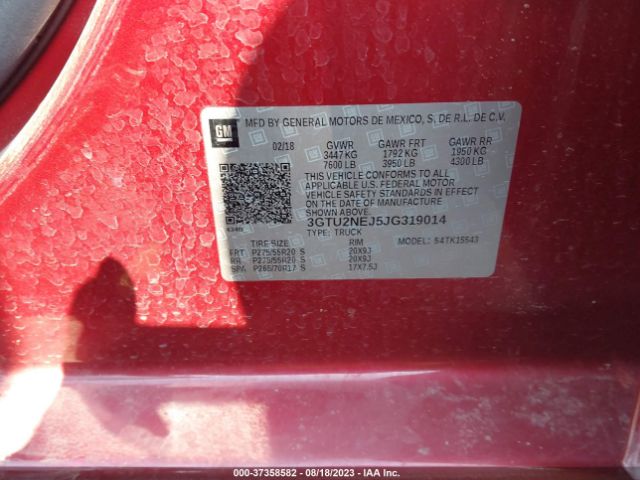 MFD BY GENERAL MOTORS DE MEXICO, S. DE R.L. DE C.V.
GM
02/18 GVWR GAWR FRT GAWR RR
3447 KG 1792 KG 1950 KG
7600 LB 3950 LB 4300 LB
THIS VEHICLE CONFORMS TO ALL
APPLICABLE U.S. FEDERAL MOTOR
VEHICLE SAFETY STANDARDS IN EFFECT
ON THE DATE OF MANUFACTURE SHOWN ABOVE.
3GTU2NEJ5JG319014
TYPE: TRUCK
TIRE SIZE RIM MODEL: 54TK15543
FRT P275/55R20 S 20X9J
RR P275/55R20 S 20X9J
SPA P265/70R17 S 17X7.5J
000-37358582 - 08/18/2023 - IAA Inc.